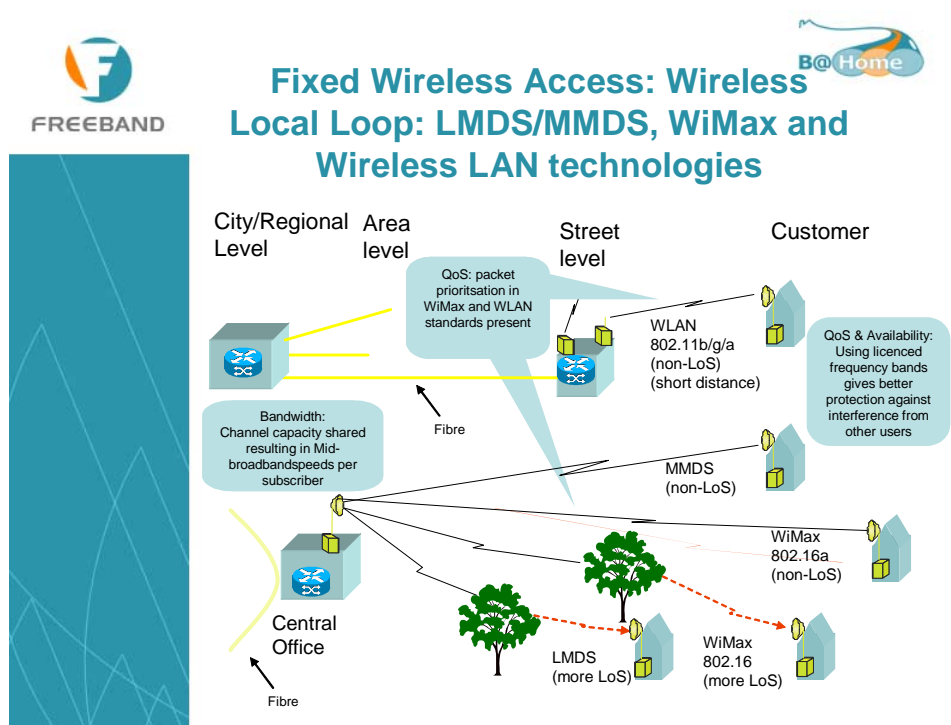 FREEBAND
B@Home
Fixed Wireless Access: Wireless
Local Loop: LMDS/MMDS, WiMax and
Wireless LAN technologies
City/Regional
Level
Area
level
Street
level
Customer
QoS: packet
prioritsation in
WiMax and WLAN
standards present
WLAN
802.11b/g/a
(non-LoS)
(short distance)
QoS & Availability:
Using licenced
frequency bands
gives better
protection against
interference from
other users
Fibre
Bandwidth:
Channel capacity shared
resulting in Mid-
broadbandspeeds per
subscriber
MMDS
(non-LoS)
WiMax
802.16a
(non-LoS)
Central
Office
LMDS
(more LoS)
WiMax
802.16
(more LoS)
Fibre